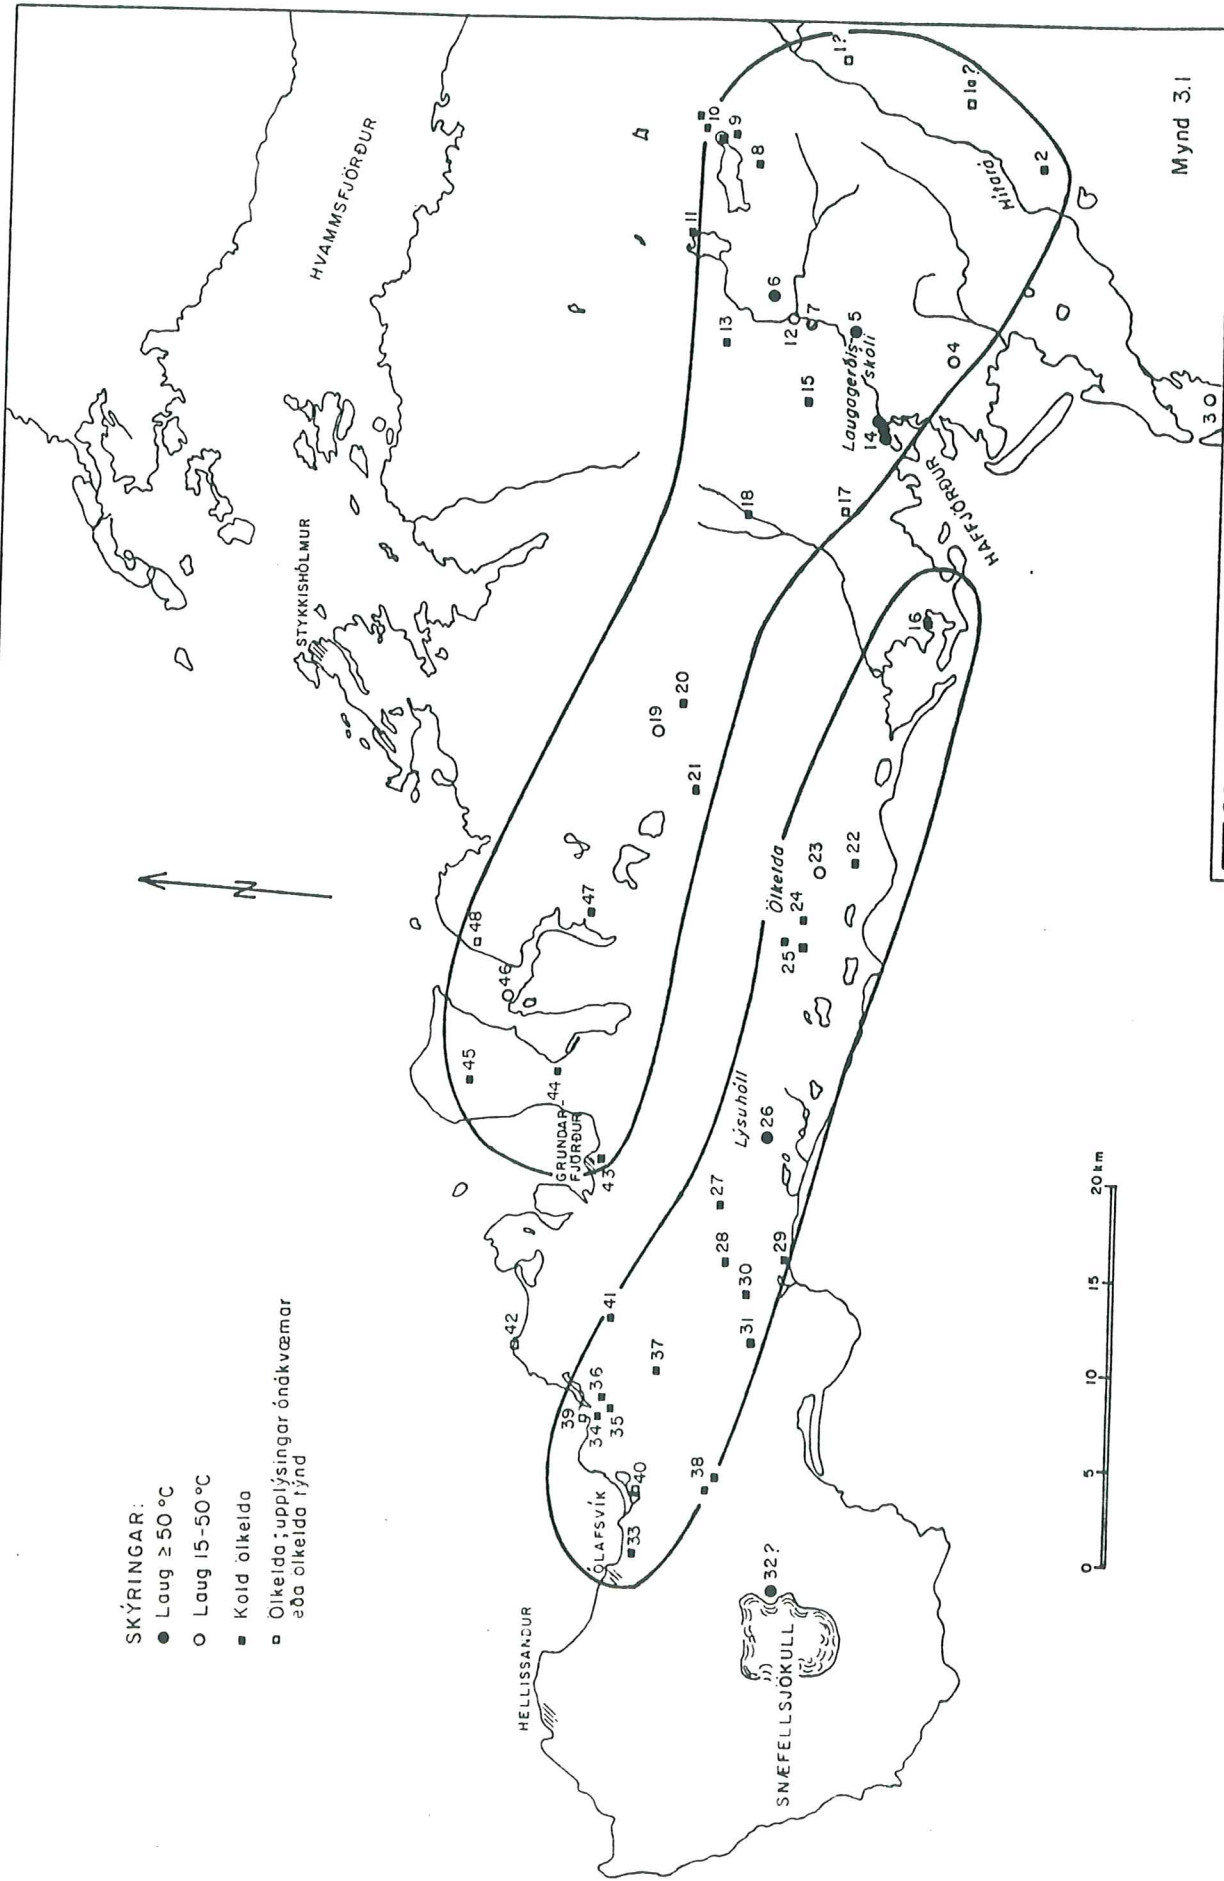 SKÝRINGAR:
● Laug ≥ 50°C
○ Laug 15-50°C
■ Köld ölkelda
□ Ölkelda; upplýsingar ónákvæmar
eða ölkelda týnd
HVAMMSFJÖRÐUR
STYKKISHÓLMUR
HELLISSANDUR
ÓLAFSVÍK
GRUNDAR-
FJÖRÐUR
SNÆFELLSJÖKULL
Lýsuhóll
Ölkelda
Laugagerðis-
skóli
HAFFJÖRÐUR
Hítará
N
1?
1a?
2
4
5
6
7
8
9
10
11
12
13
14
15
16
17
18
19
20
21
22
23
24
25
26
27
28
29
30
31
32?
33
34
35
36
37
38
39
40
41
42
43
44
45
46
47
48
30
0
5
10
15
20 km
Mynd 3.1